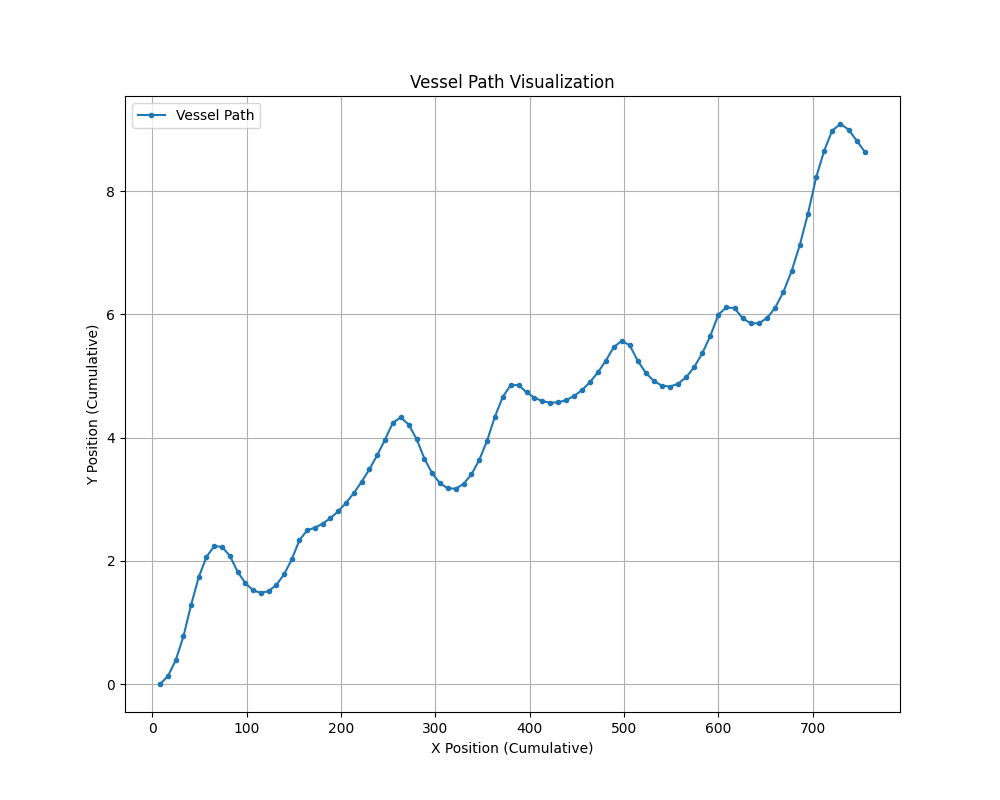 Vessel Path Visualization
Vessel Path
Y Position (Cumulative)
8
6
4
2
0
0 100 200 300 400 500 600 700
X Position (Cumulative)